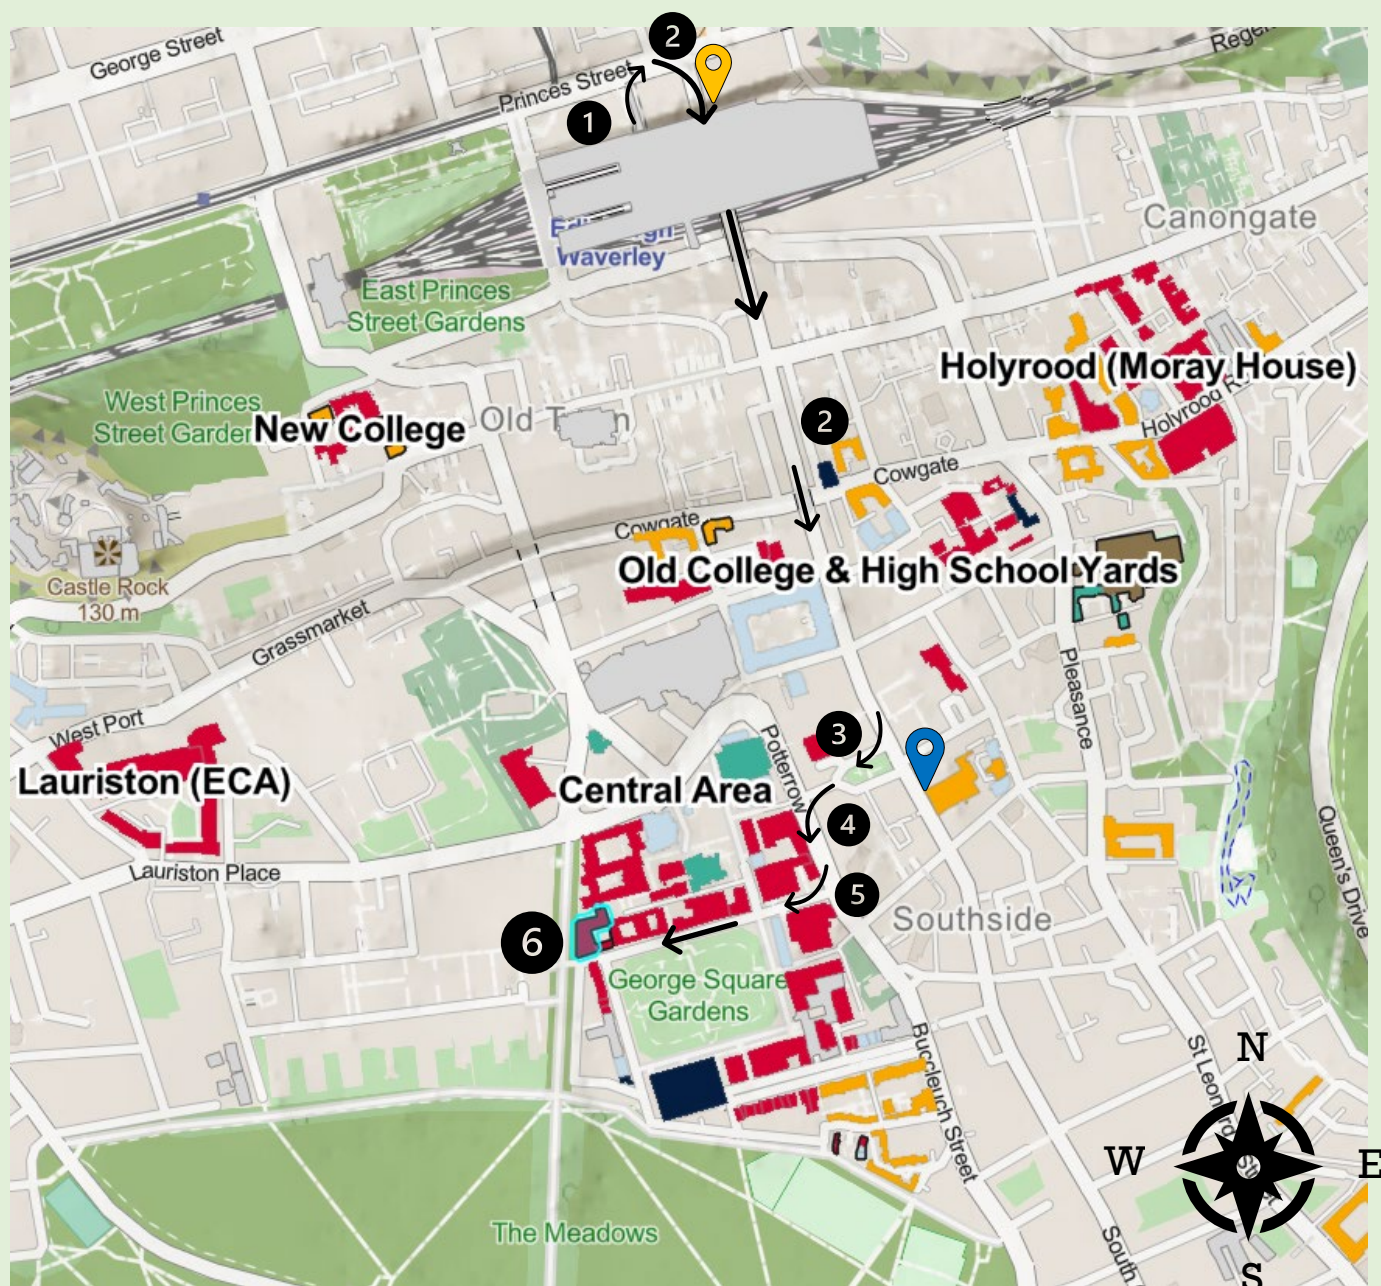 George Street
2
Regen
Princes Street
1
Canongate
Waverley
East Princes
Street Gardens
Holyrood (Moray House)
West Princes
Street Garden
New College
Old T
n
Holyrood R
2
Cowgate
Cowgate
Old College & High School Yards
Castle Rock
130 m
Grassmarket
Pleasance
West Port
3
Potterrow
Lauriston (ECA)
Central Area
4
Queen's Drive
Lauriston Place
5
Southside
6
George Square
Gardens
Buccleuch Street
St Leonard
N
W
E
S
South
The Meadows